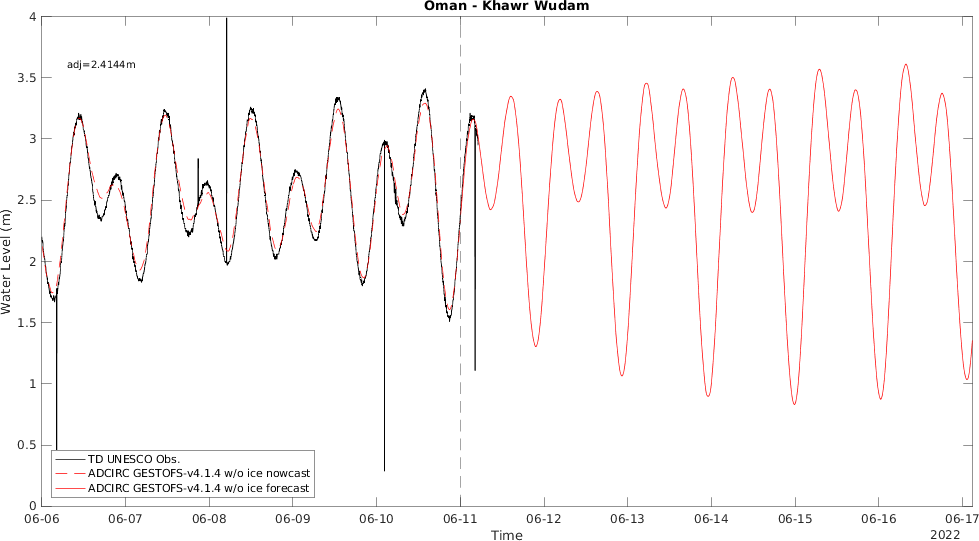 Oman - Khawr Wudam
adj=2.4144m
4
3.5
3
2.5
2
1.5
1
0.5
0
Water Level (m)
TD UNESCO Obs.
ADCIRC GESTOFS-v4.1.4 w/o ice nowcast
ADCIRC GESTOFS-v4.1.4 w/o ice forecast
06-06 06-07 06-08 06-09 06-10 06-11 06-12 06-13 06-14 06-15 06-16 06-17
Time
2022